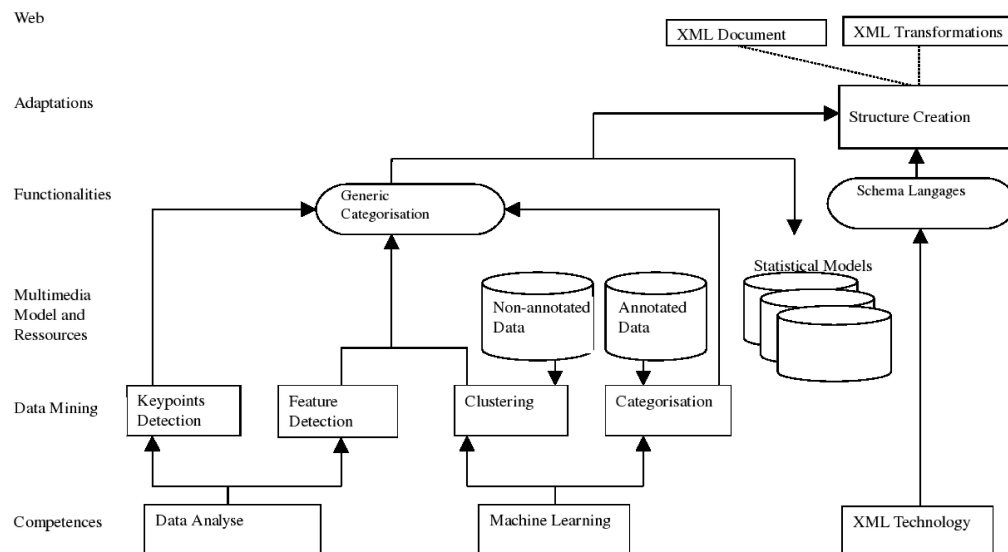 Web
XML Document
XML Transformations
Adaptations
Structure Creation
Functionalities
Generic
Categorisation
Schema Langages
Statistical Models
Multimedia
Model and
Ressources
Non-annotated
Data
Annotated
Data
Data Mining
Keypoints
Detection
Feature
Detection
Clustering
Categorisation
Competences
Data Analyse
Machine Learning
XML Technology